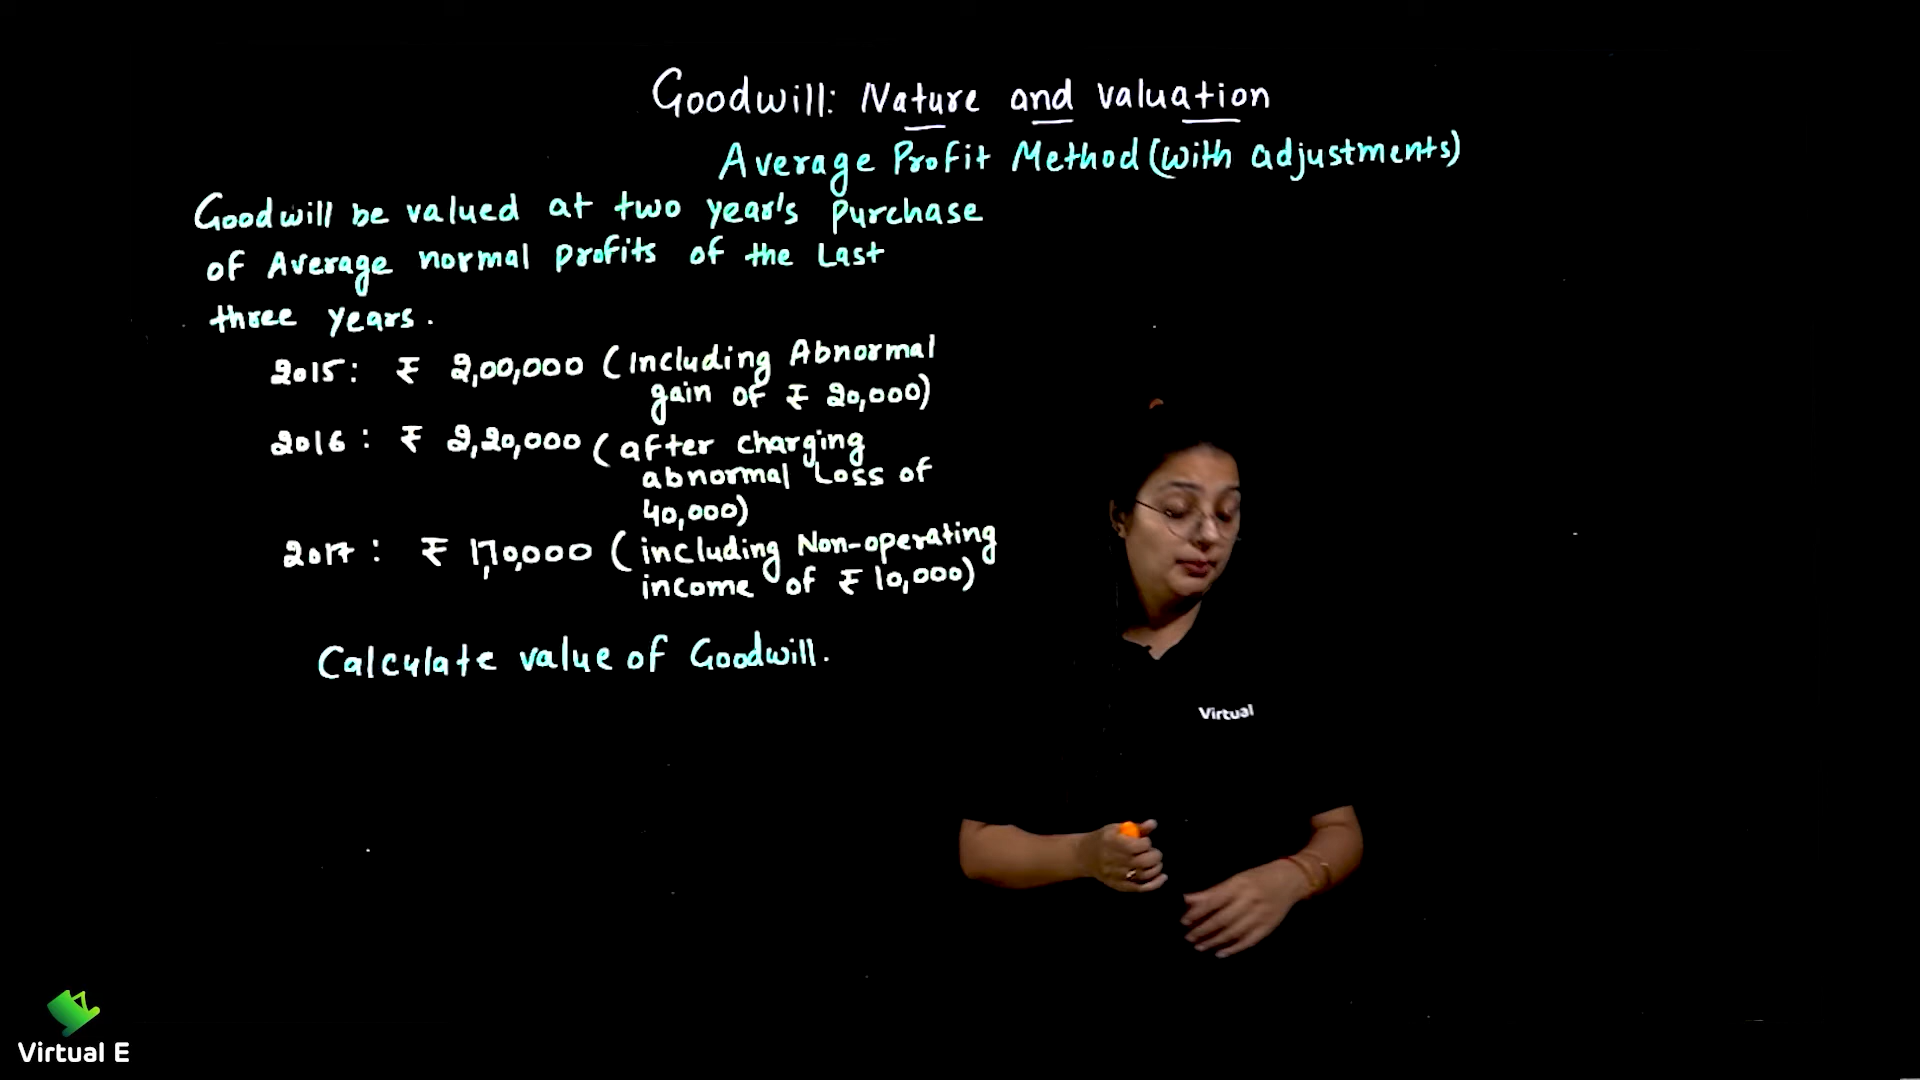 Goodwill: Nature and valuation
Average Profit Method (with adjustments)
Goodwill be valued at two year's purchase
of Average normal profits of the Last
three years.
2015: ₹ 2,00,000 (Including Abnormal
gain of ₹ 20,000)
2016: ₹ 2,20,000 (after charging
abnormal Loss of
40,000)
2017: ₹ 1,70,000 (including Non-operating
income of ₹ 10,000)
Calculate value of Goodwill.
Virtual
Virtual E